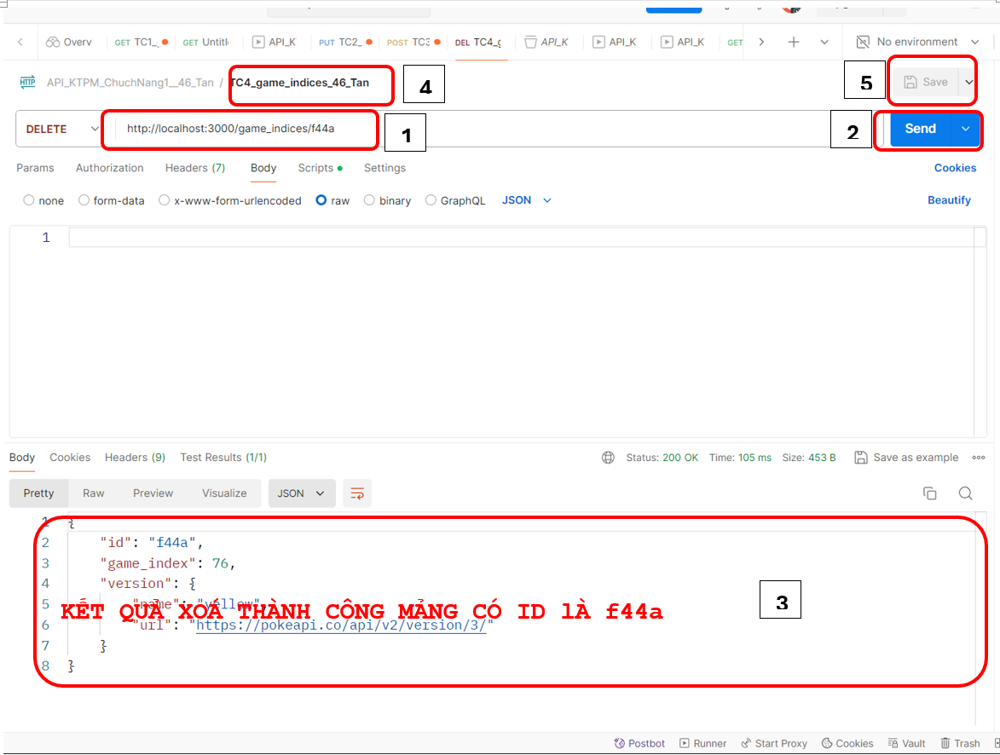 Overv GET TC1_ GET Untitl API_K PUT TC2_ POST TC3 DEL TC4_g API_K API_K API_K GET No environment
HTTP API_KTPM_ChuchNang1__46_Tan / TC4_game_indices_46_Tan 4 5 Save
DELETE http://localhost:3000/game_indices/f44a 1 2 Send
Params Authorization Headers (7) Body Scripts Settings Cookies
none form-data x-www-form-urlencoded raw binary GraphQL JSON Beautify
1
Body Cookies Headers (9) Test Results (1/1) Status: 200 OK Time: 105 ms Size: 453 B Save as example
Pretty Raw Preview Visualize JSON
1 {
2 "id": "f44a",
3 "game_index": 76,
4 "version": {
5 "name": "yellow",
KẾT QUẢ XOÁ THÀNH CÔNG MẢNG CÓ ID lÀ f44a 3
6 "url": "https://pokeapi.co/api/v2/version/3/"
7 }
8 }
Postbot Runner Start Proxy Cookies Vault Trash